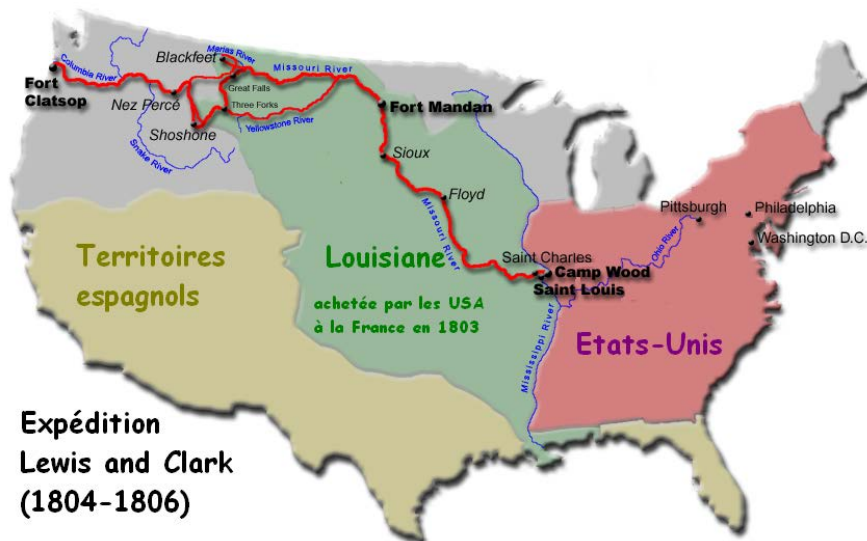 Blackfeet
Marias River
Missouri River
Columbia River
Great Falls
Fort
Clatsop
Nez Percé
Three Forks
Fort Mandan
Shoshone
Yellowstone River
Snake River
Sioux
Floyd
Missouri River
Pittsburgh
Philadelphia
Ohio River
Washington D.C.
Territoires
espagnols
Louisiane
achetée par les USA
à la France en 1803
Saint Charles
Camp Wood
Saint Louis
Mississippi River
Etats-Unis
Expédition
Lewis and Clark
(1804-1806)